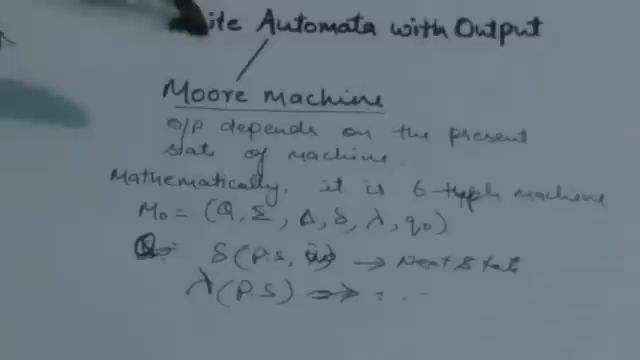 ite Automata with Output
Moore machine
O/P depends on the present
state of machine.
Mathematically, it is 6-tuple machine
Mo = (Q, Σ, Δ, δ, λ, q0)
Q: δ(P.S, ) → Next State
λ(P.S) → : . .